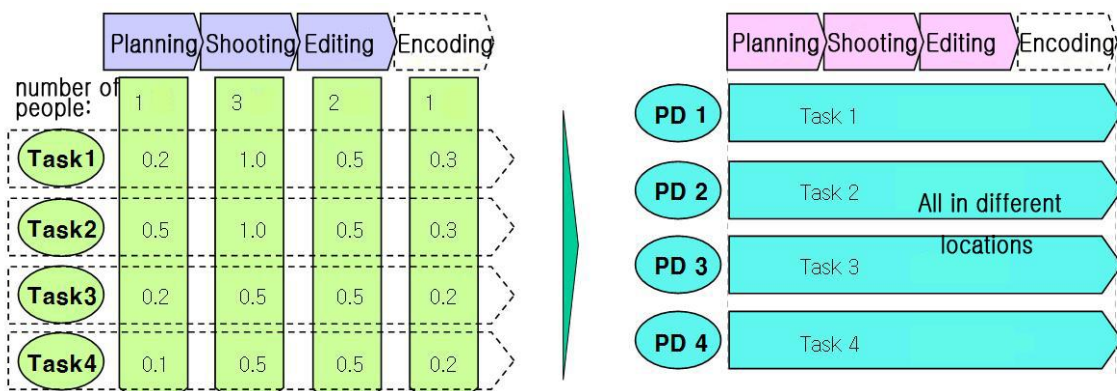 Planning Shooting Editing Encoding
number of
people: 1 3 2 1
Task1 0.2 1.0 0.5 0.3
Task2 0.5 1.0 0.5 0.3
Task3 0.2 0.5 0.5 0.2
Task4 0.1 0.5 0.5 0.2
Planning Shooting Editing Encoding
PD 1 Task 1
PD 2 Task 2
All in different
locations
PD 3 Task 3
PD 4 Task 4